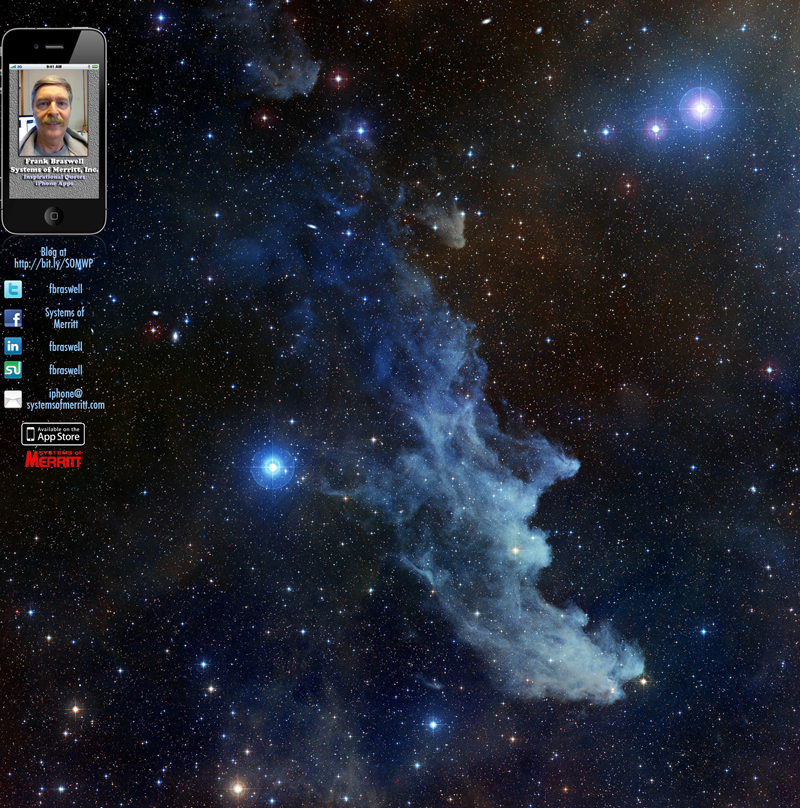 9:41 AM
Frank Braswell
Systems of Merritt, Inc.
Inspirational Quotes
iPhone Apps
Blog at
http://bit.ly/SOMWP
fbraswell
Systems of
Merritt
fbraswell
fbraswell
iphone@
systemsofmerritt.com
Available on the
App Store
SYSTEMS OF
MERRITT